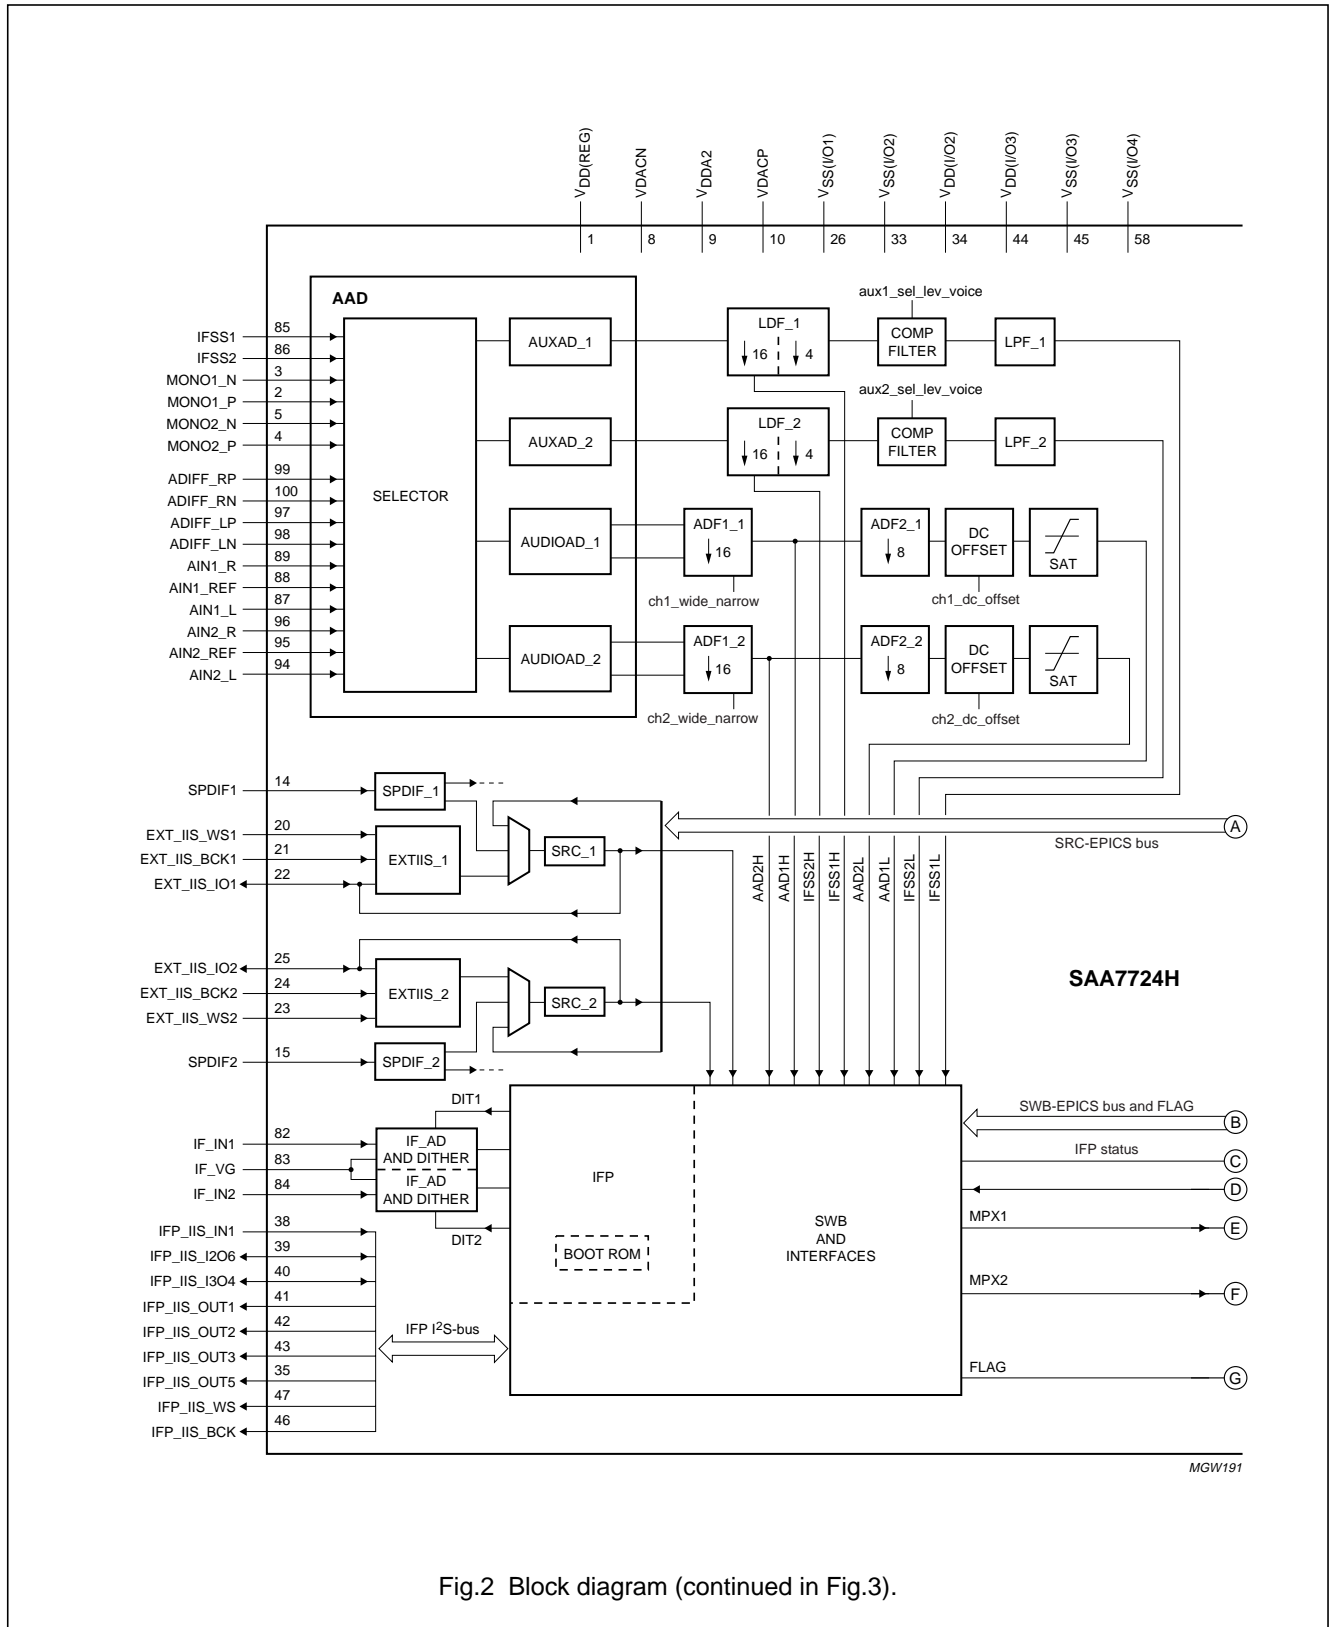 VDD(REG)
VDACN
VDDA2
VDACP
VSS(I/O1)
VSS(I/O2)
VDD(I/O2)
VDD(I/O3)
VSS(I/O3)
VSS(I/O4)
1 8 9 10 26 33 34 44 45 58
AAD
SELECTOR
IFSS1 85
IFSS2 86
MONO1_N 3
MONO1_P 2
MONO2_N 5
MONO2_P 4
ADIFF_RP 99
ADIFF_RN 100
ADIFF_LP 97
ADIFF_LN 98
AIN1_R 89
AIN1_REF 88
AIN1_L 87
AIN2_R 96
AIN2_REF 95
AIN2_L 94
AUXAD_1
AUXAD_2
AUDIOAD_1
AUDIOAD_2
LDF_1
16 4
aux1_sel_lev_voice
COMP
FILTER
LPF_1
LDF_2
16 4
aux2_sel_lev_voice
COMP
FILTER
LPF_2
ADF1_1
16
ch1_wide_narrow
ADF2_1
8
DC
OFFSET
ch1_dc_offset
SAT
ADF1_2
16
ch2_wide_narrow
ADF2_2
8
DC
OFFSET
ch2_dc_offset
SAT
SPDIF1 14
SPDIF_1
EXT_IIS_WS1 20
EXT_IIS_BCK1 21
EXT_IIS_IO1 22
EXTIIS_1
SRC_1
SRC-EPICS bus
A
AAD2H
AAD1H
IFSS2H
IFSS1H
AAD2L
AAD1L
IFSS2L
IFSS1L
EXT_IIS_IO2 25
EXT_IIS_BCK2 24
EXT_IIS_WS2 23
EXTIIS_2
SRC_2
SPDIF2 15
SPDIF_2
SAA7724H
DIT1
IF_IN1 82
IF_VG 83
IF_IN2 84
IF_AD
AND DITHER
IF_AD
AND DITHER
DIT2
IFP
BOOT ROM
SWB
AND
INTERFACES
SWB-EPICS bus and FLAG
B
IFP status
C
D
MPX1
E
MPX2
F
FLAG
G
IFP_IIS_IN1 38
IFP_IIS_I2O6 39
IFP_IIS_I3O4 40
IFP_IIS_OUT1 41
IFP_IIS_OUT2 42
IFP_IIS_OUT3 43
IFP_IIS_OUT5 35
IFP_IIS_WS 47
IFP_IIS_BCK 46
IFP I²S-bus
MGW191
Fig.2 Block diagram (continued in Fig.3).